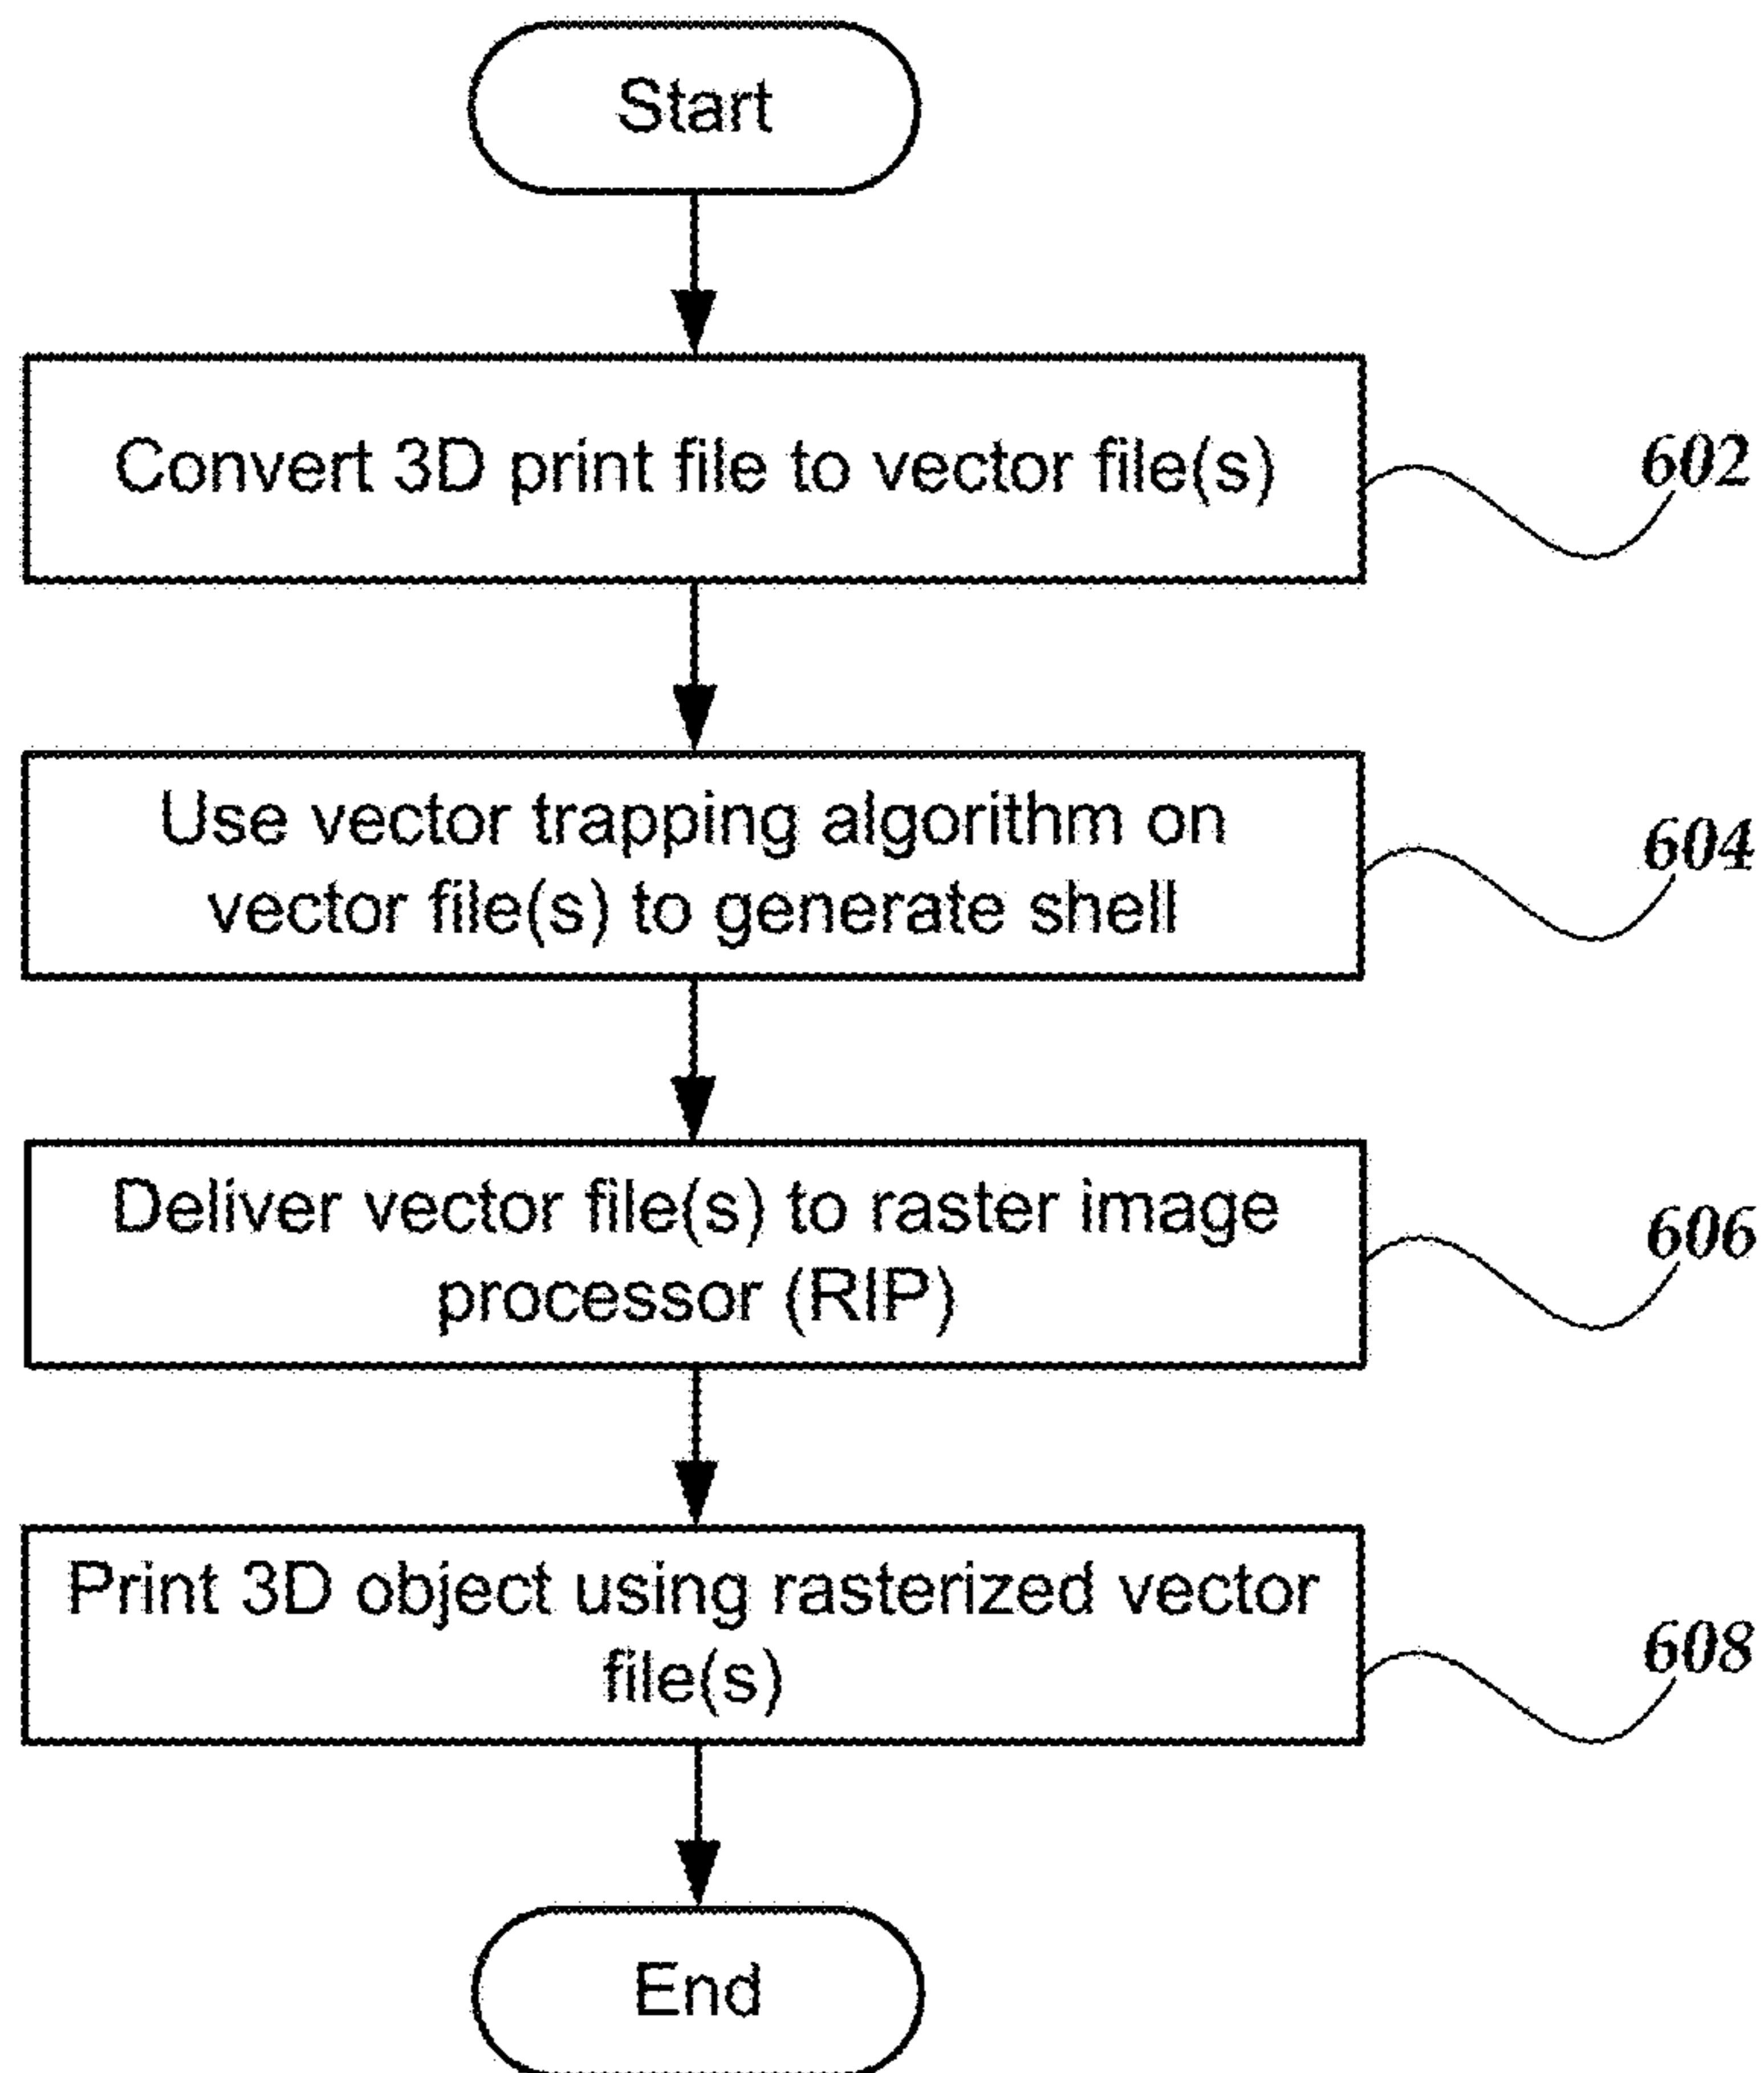 Start
Convert 3D print file to vector file(s)
602
Use vector trapping algorithm on
vector file(s) to generate shell
604
Deliver vector file(s) to raster image
processor (RIP)
606
Print 3D object using rasterized vector
file(s)
608
End